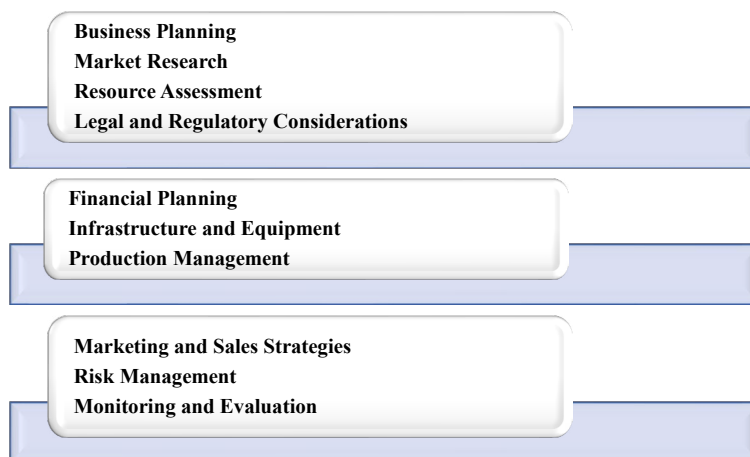 Business Planning
Market Research
Resource Assessment
Legal and Regulatory Considerations
Financial Planning
Infrastructure and Equipment
Production Management
Marketing and Sales Strategies
Risk Management
Monitoring and Evaluation